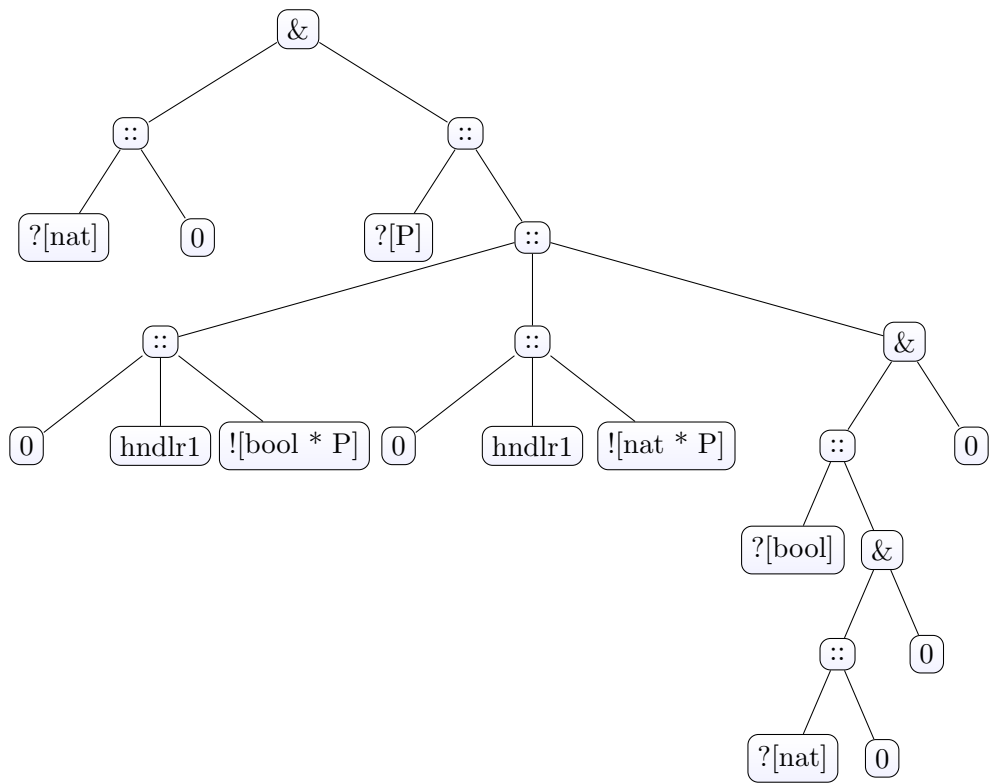 &
:: ::
?[nat] 0 ?[P] ::
:: :: &
0 hndlr1 ![bool * P] 0 hndlr1 ![nat * P] :: 0
?[bool] &
:: 0
?[nat] 0